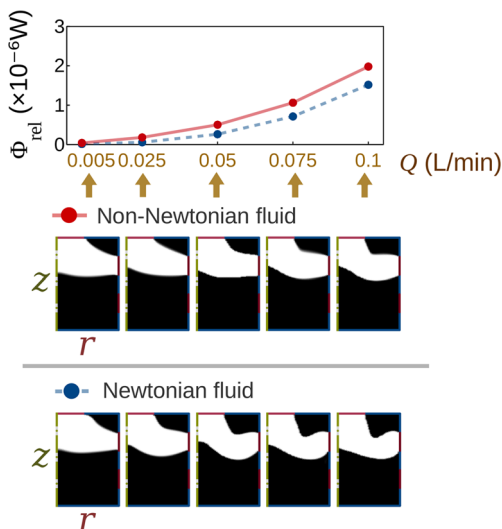 3
2
1
0
Φrel (×10⁻⁶W)
0.005 0.025 0.05 0.075 0.1 Q (L/min)
Non-Newtonian fluid
z
r
Newtonian fluid
z
r